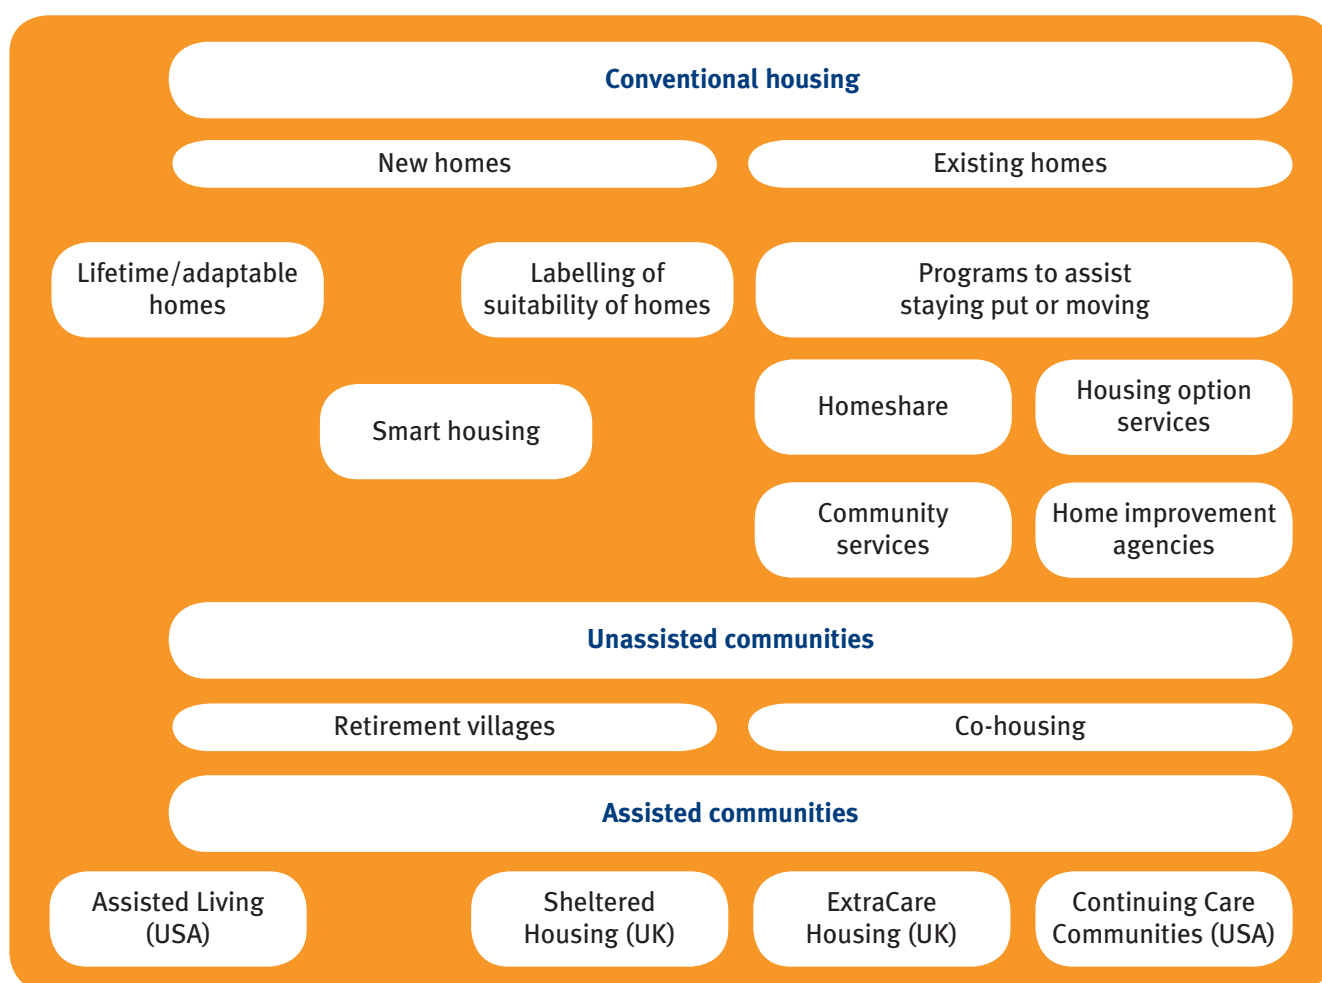 Conventional housing
New homes
Existing homes
Lifetime/adaptable
homes
Labelling of
suitability of homes
Programs to assist
staying put or moving
Smart housing
Homeshare
Housing option
services
Community
services
Home improvement
agencies
Unassisted communities
Retirement villages
Co-housing
Assisted communities
Assisted Living
(USA)
Sheltered
Housing (UK)
ExtraCare
Housing (UK)
Continuing Care
Communities (USA)